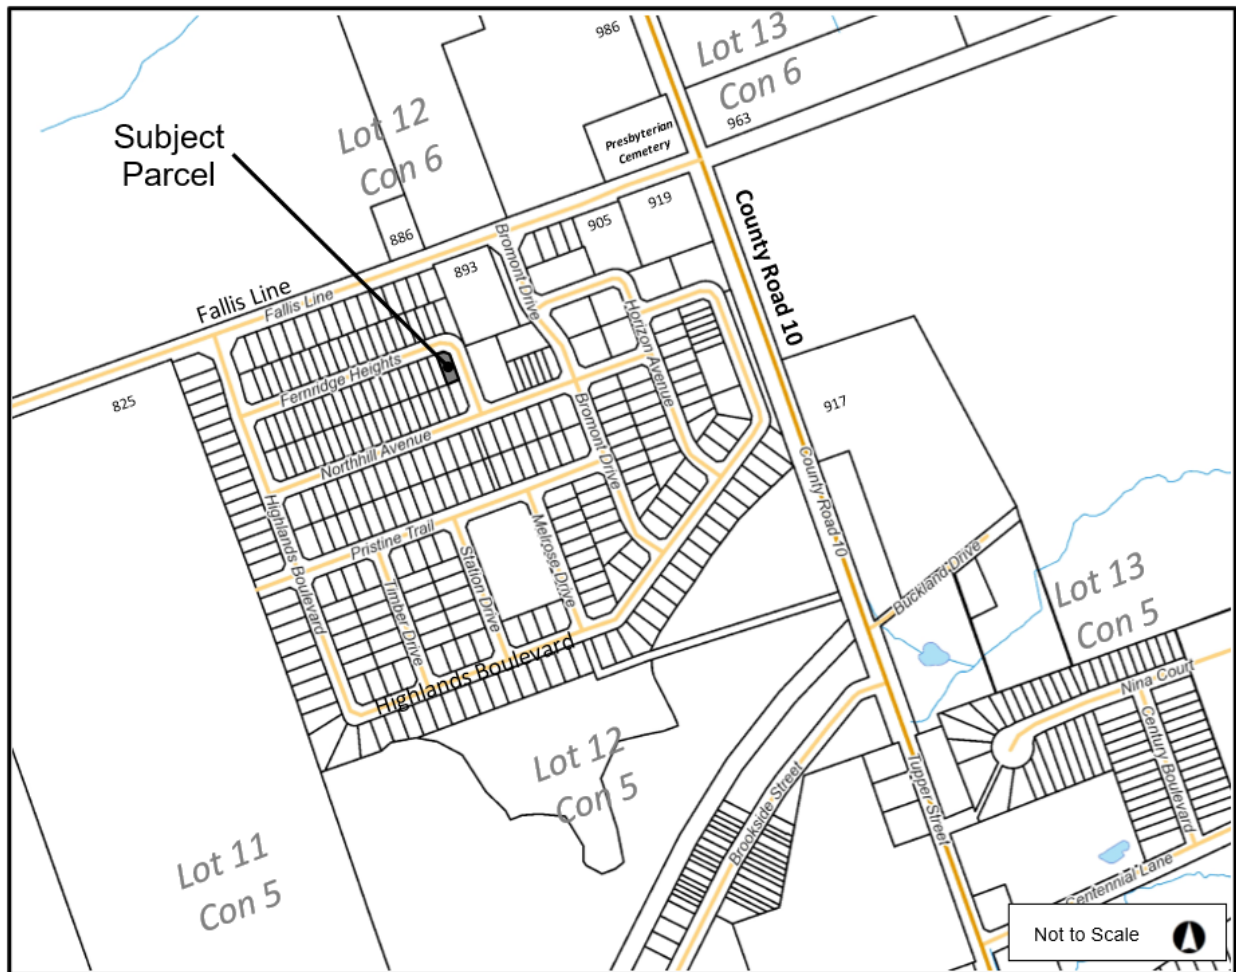 986
Lot 13
Con 6
963
Subject
Parcel
Lot 12
Con 6
Presbyterian
Cemetery
919
905
886
County Road 10
Bromont Drive
893
Fallis Line
Fallis Line
Horizon Avenue
Fernridge Heights
825
917
Bromont Drive
Northhill Avenue
County Road 10
Highlands Boulevard
Pristine Trail
Melrose Drive
Station Drive
Timber Drive
Buckland Drive
Lot 13
Con 5
Highlands Boulevard
Nina Court
Century Boulevard
Lot 12
Con 5
Tupper Street
Brookside Street
Lot 11
Con 5
Centennial Lane
Not to Scale